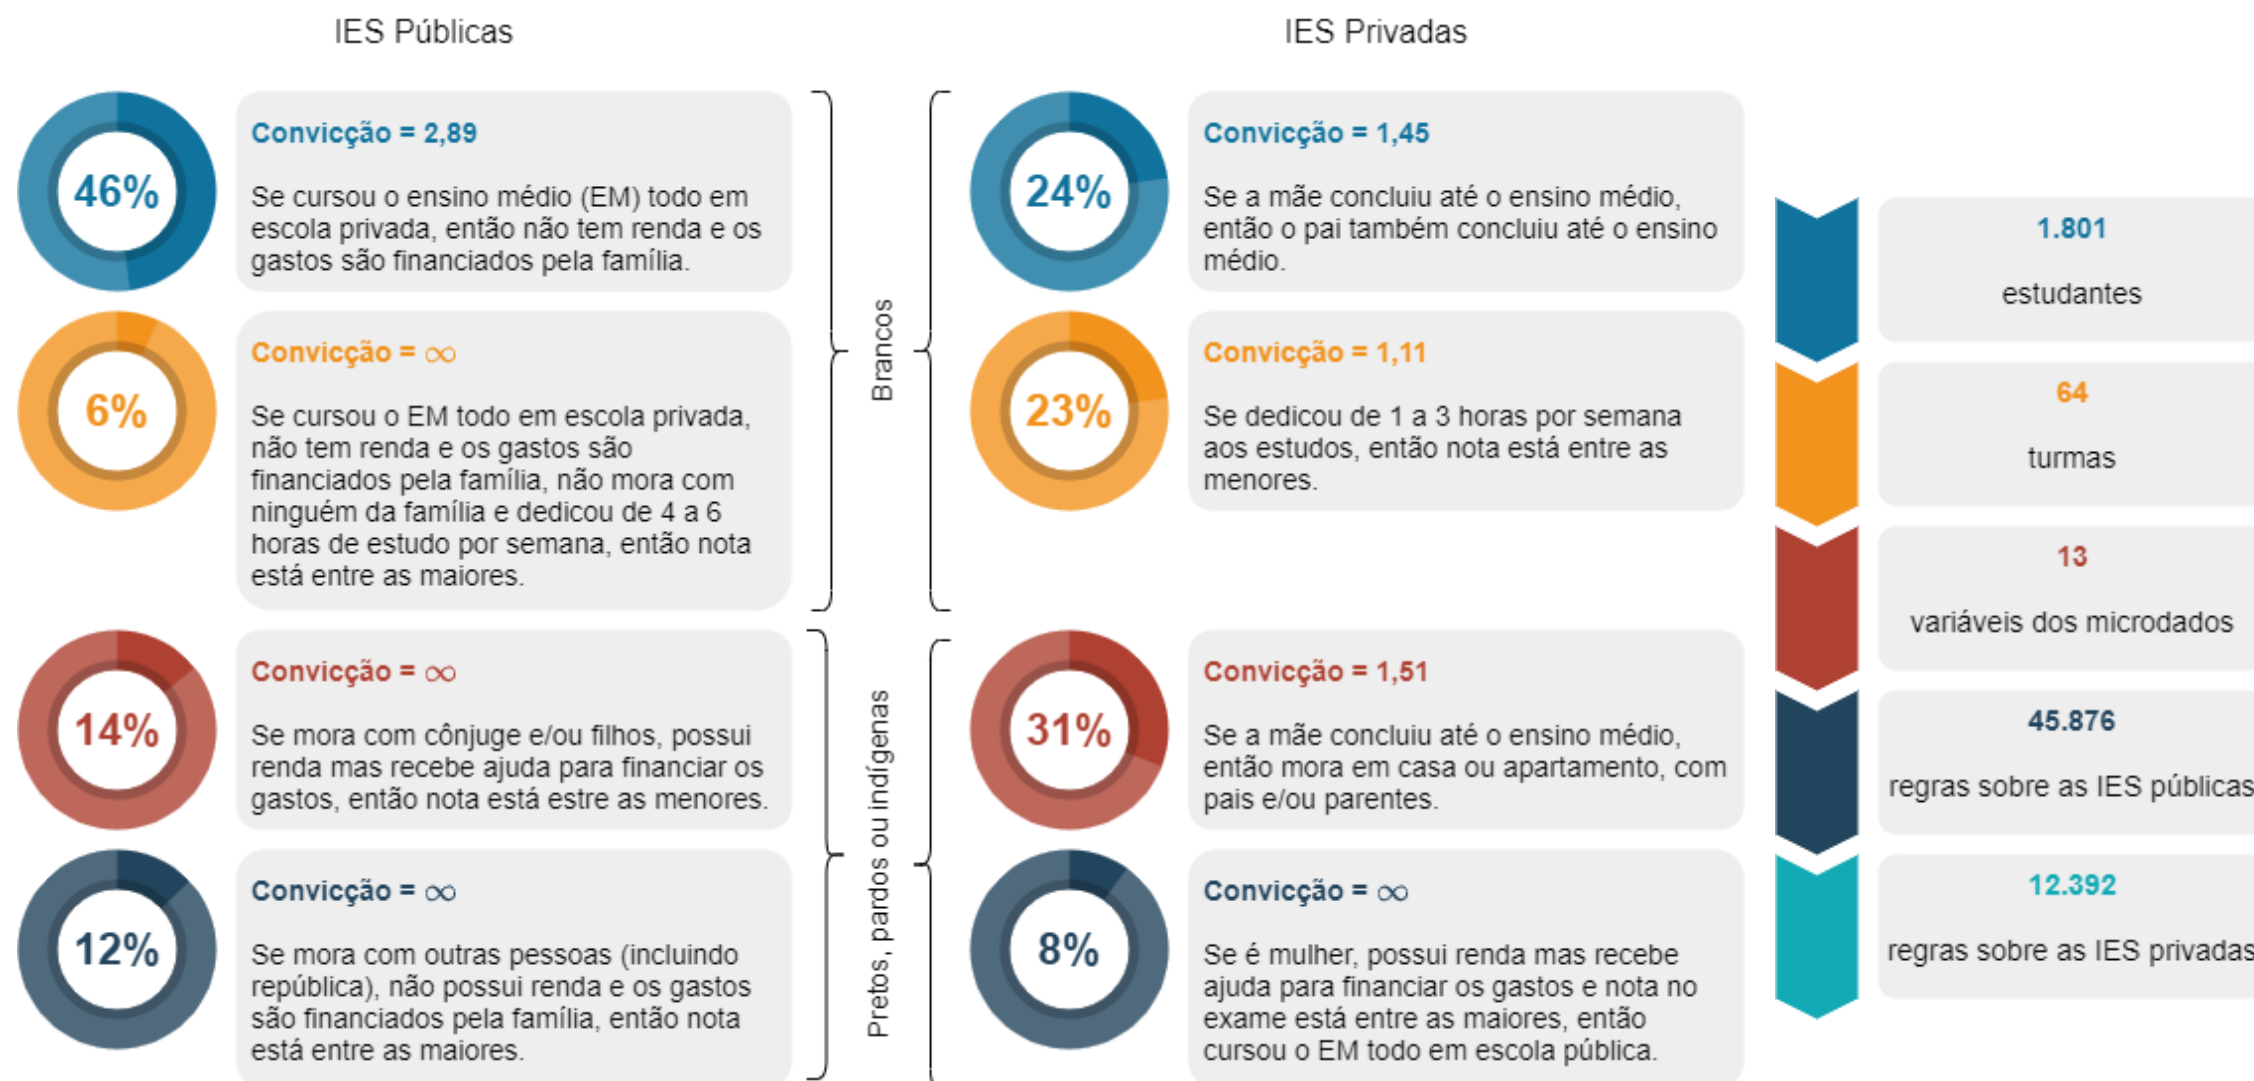 IES Públicas
46%
Convicção = 2,89
Se cursou o ensino médio (EM) todo em
escola privada, então não tem renda e os
gastos são financiados pela família.
6%
Convicção = ∞
Se cursou o EM todo em escola privada,
não tem renda e os gastos são
financiados pela família, não mora com
ninguém da família e dedicou de 4 a 6
horas de estudo por semana, então nota
está entre as maiores.
14%
Convicção = ∞
Se mora com cônjuge e/ou filhos, possui
renda mas recebe ajuda para financiar os
gastos, então nota está estre as menores.
12%
Convicção = ∞
Se mora com outras pessoas (incluindo
república), não possui renda e os gastos
são financiados pela família, então nota
está entre as maiores.
Brancos
Pretos, pardos ou indígenas
IES Privadas
24%
Convicção = 1,45
Se a mãe concluiu até o ensino médio,
então o pai também concluiu até o ensino
médio.
23%
Convicção = 1,11
Se dedicou de 1 a 3 horas por semana
aos estudos, então nota está entre as
menores.
31%
Convicção = 1,51
Se a mãe concluiu até o ensino médio,
então mora em casa ou apartamento, com
pais e/ou parentes.
8%
Convicção = ∞
Se é mulher, possui renda mas recebe
ajuda para financiar os gastos e nota no
exame está entre as maiores, então
cursou o EM todo em escola pública.
1.801
estudantes
64
turmas
13
variáveis dos microdados
45.876
regras sobre as IES públicas
12.392
regras sobre as IES privadas